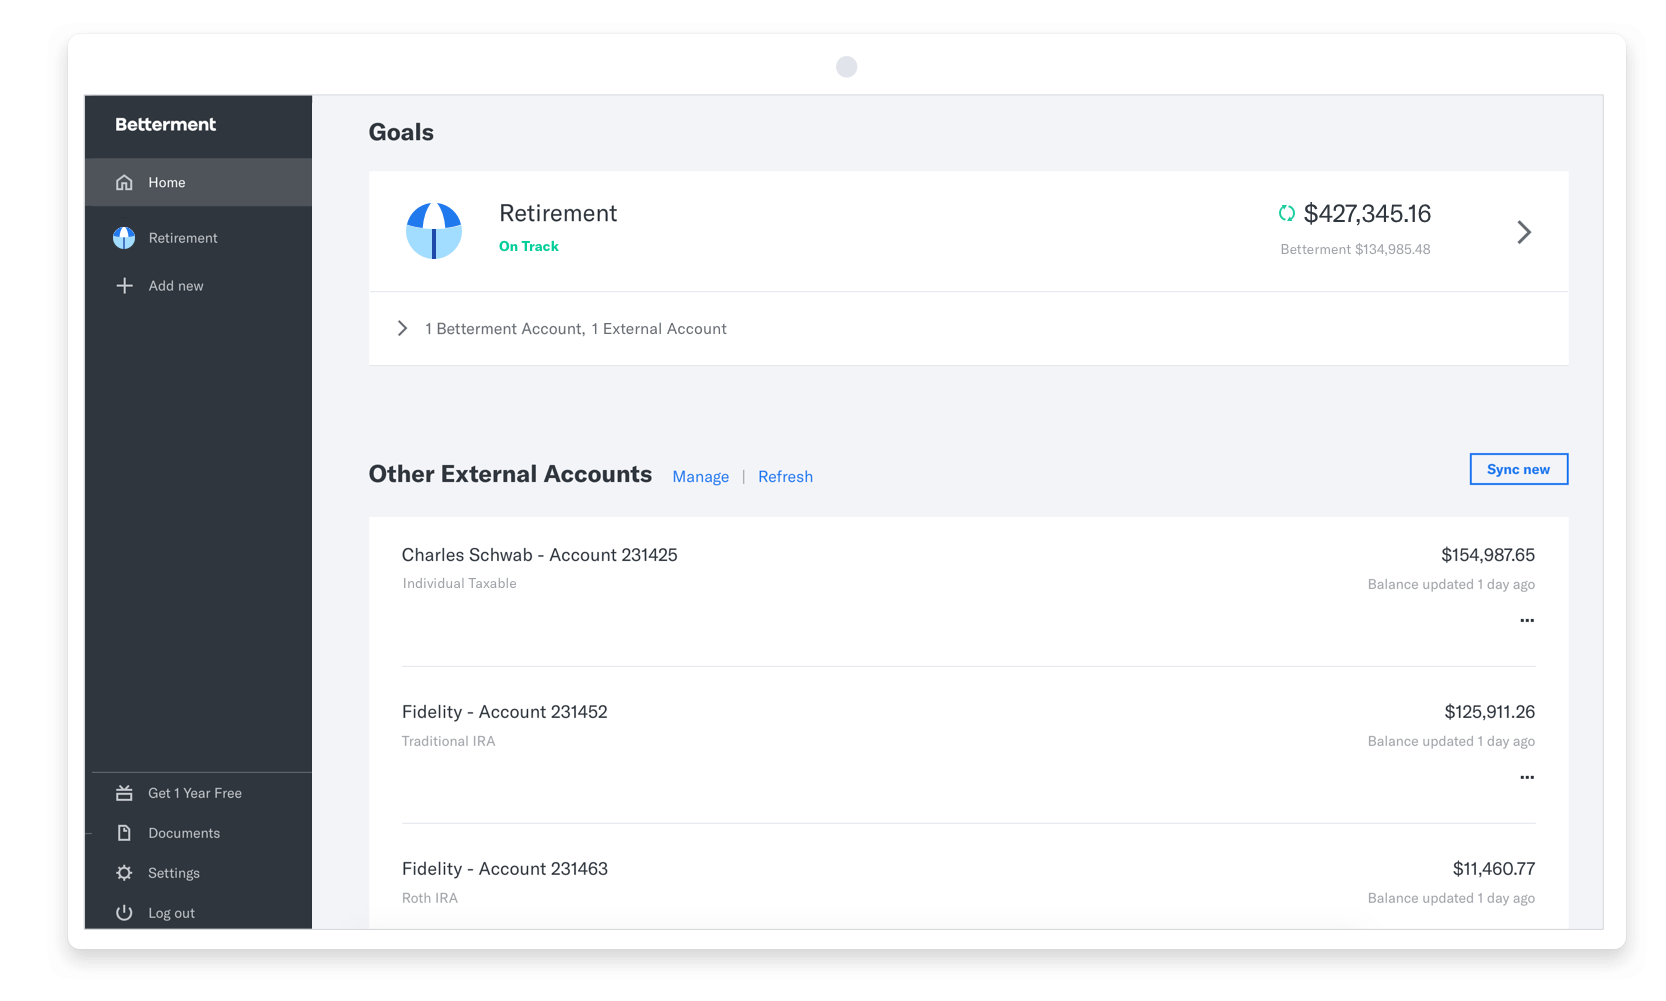 Betterment
Home
Retirement
Add new
Get 1 Year Free
Documents
Settings
Log out
Goals
Retirement
On Track
$427,345.16
Betterment $134,985.48
1 Betterment Account, 1 External Account
Other External Accounts Manage | Refresh
Sync new
Charles Schwab - Account 231425
$154,987.65
Individual Taxable
Balance updated 1 day ago
...
Fidelity - Account 231452
$125,911.26
Traditional IRA
Balance updated 1 day ago
...
Fidelity - Account 231463
$11,460.77
Roth IRA
Balance updated 1 day ago